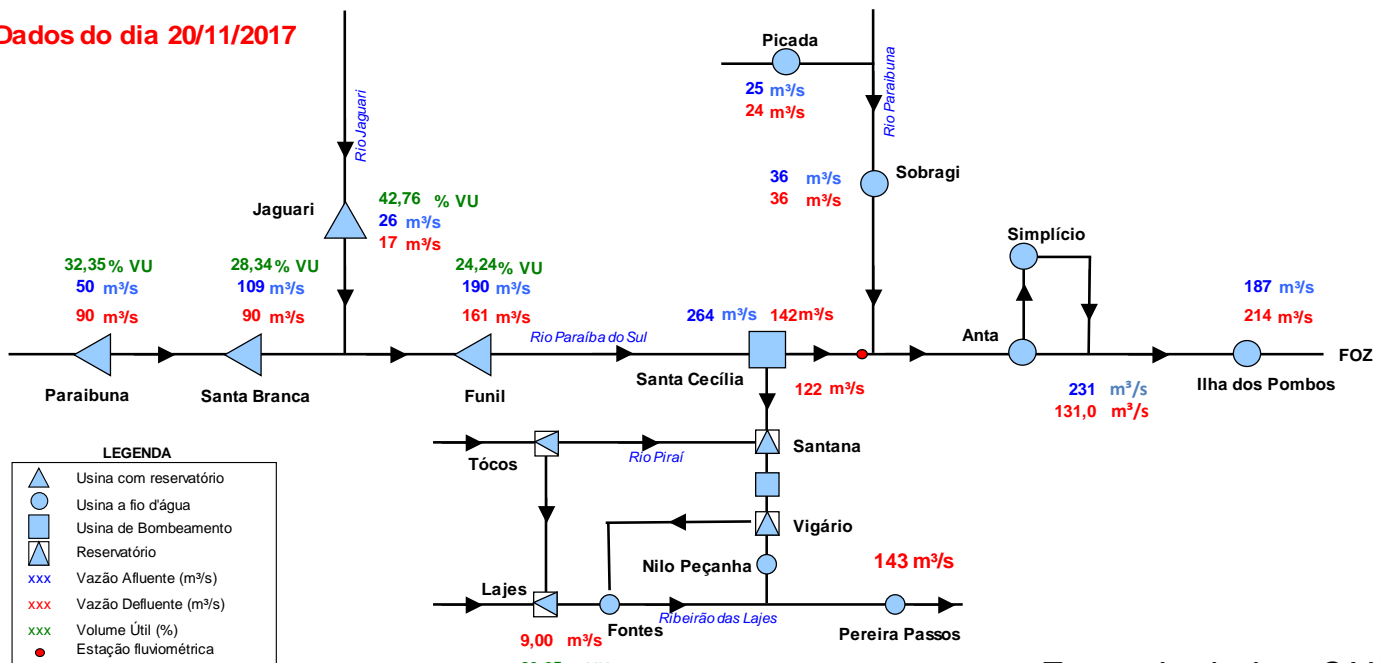 Dados do dia 20/11/2017
Picada
25 m³/s
24 m³/s
Rio Paraibuna
Rio Jaguari
36 m³/s
36 m³/s
Sobragi
Jaguari
42,76 % VU
26 m³/s
17 m³/s
Simplício
32,35 % VU
50 m³/s
90 m³/s
28,34 % VU
109 m³/s
90 m³/s
24,24 % VU
190 m³/s
161 m³/s
187 m³/s
214 m³/s
264 m³/s 142 m³/s
Rio Paraíba do Sul
Anta
FOZ
Paraibuna
Santa Branca
Funil
Santa Cecília
122 m³/s
231 m³/s
131,0 m³/s
Ilha dos Pombos
Tócos
Rio Piraí
Santana
Vigário
Nilo Peçanha
143 m³/s
Lajes
Fontes
Ribeirão das Lajes
Pereira Passos
9,00 m³/s
LEGENDA
Usina com reservatório
Usina a fio d'água
Usina de Bombeamento
Reservatório
xxx Vazão Afluente (m³/s)
xxx Vazão Defluente (m³/s)
xxx Volume Útil (%)
Estação fluviométrica